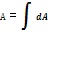 A = ∫ dA